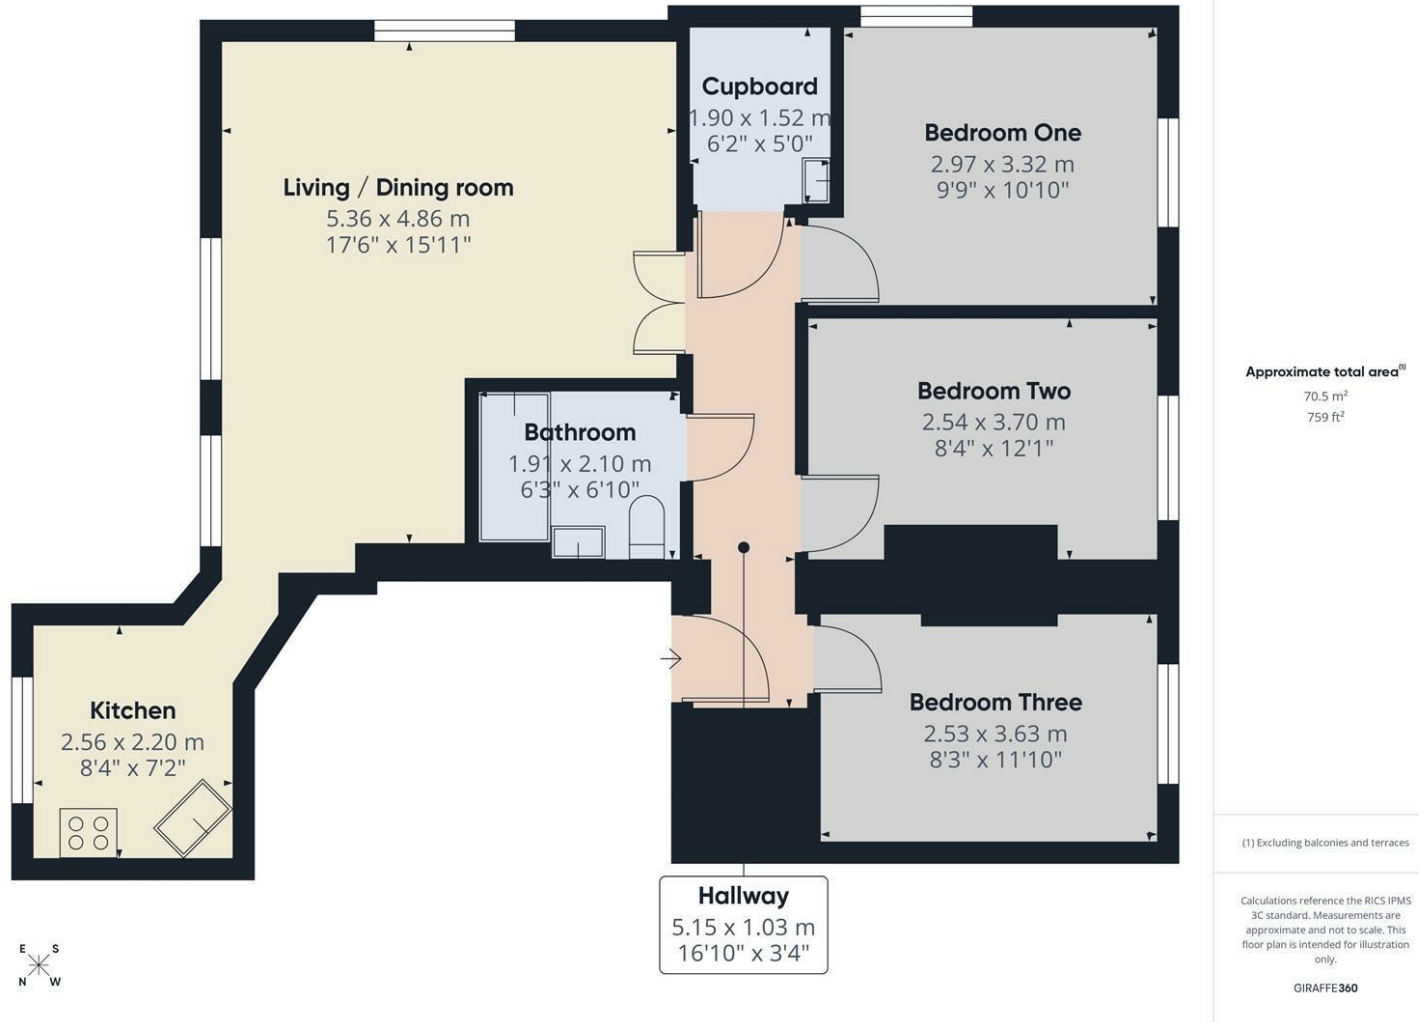 Cupboard
1.90 x 1.52 m
6'2" x 5'0"
Bedroom One
2.97 x 3.32 m
9'9" x 10'10"
Living / Dining room
5.36 x 4.86 m
17'6" x 15'11"
Bedroom Two
2.54 x 3.70 m
8'4" x 12'1"
Bathroom
1.91 x 2.10 m
6'3" x 6'10"
Kitchen
2.56 x 2.20 m
8'4" x 7'2"
Bedroom Three
2.53 x 3.63 m
8'3" x 11'10"
Hallway
5.15 x 1.03 m
16'10" x 3'4"
E S
N W
Approximate total area⁽¹⁾
70.5 m²
759 ft²
(1) Excluding balconies and terraces
Calculations reference the RICS IPMS
3C standard. Measurements are
approximate and not to scale. This
floor plan is intended for illustration
only.
GIRAFFE360